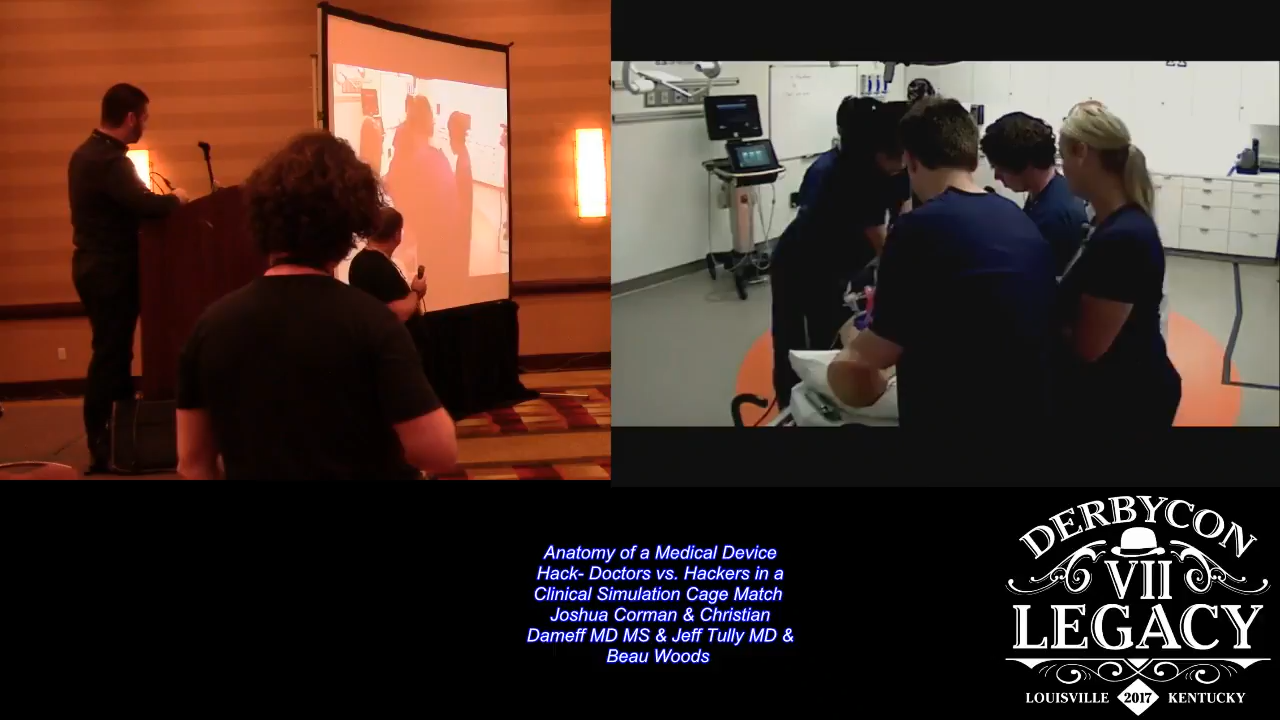 Anatomy of a Medical Device
Hack- Doctors vs. Hackers in a
Clinical Simulation Cage Match
Joshua Corman & Christian
Dameff MD MS & Jeff Tully MD &
Beau Woods
DERBYCON
VII
LEGACY
LOUISVILLE 2017 KENTUCKY